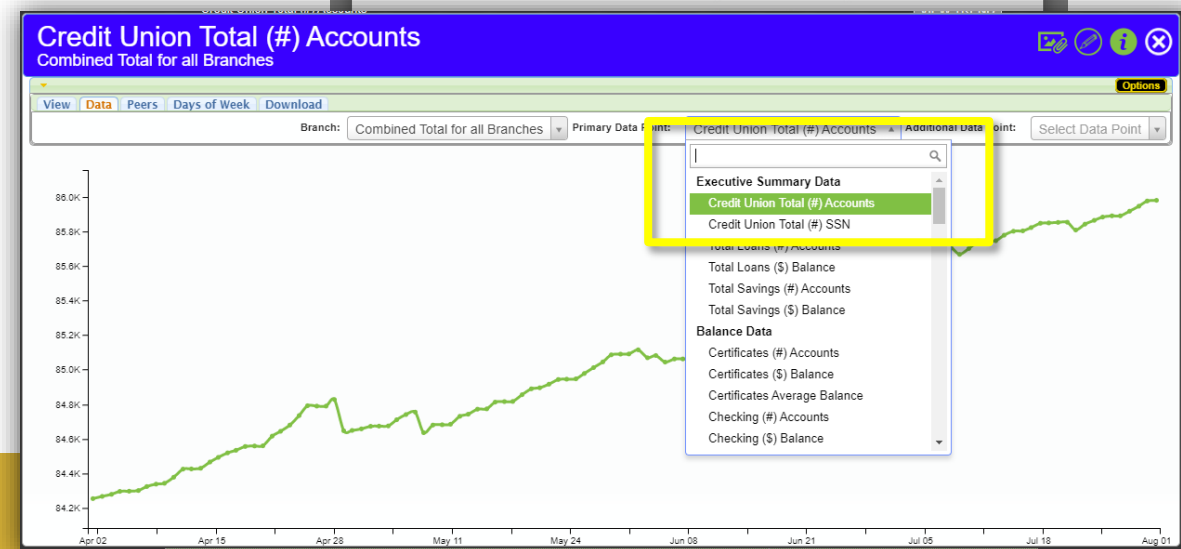 Credit Union Total (#) Accounts
Combined Total for all Branches
Options
View Data Peers Days of Week Download
Branch: Combined Total for all Branches Primary Data Point: Credit Union Total (#) Accounts Additional Data Point: Select Data Point
Executive Summary Data
Credit Union Total (#) Accounts
Credit Union Total (#) SSN
Total Loans (#) Accounts
Total Loans ($) Balance
Total Savings (#) Accounts
Total Savings ($) Balance
Balance Data
Certificates (#) Accounts
Certificates ($) Balance
Certificates Average Balance
Checking (#) Accounts
Checking ($) Balance
86.0K
85.8K
85.6K
85.4K
85.2K
85.0K
84.8K
84.6K
84.4K
84.2K
Apr 02 Apr 15 Apr 28 May 11 May 24 Jun 08 Jun 21 Jul 05 Jul 18 Aug 01